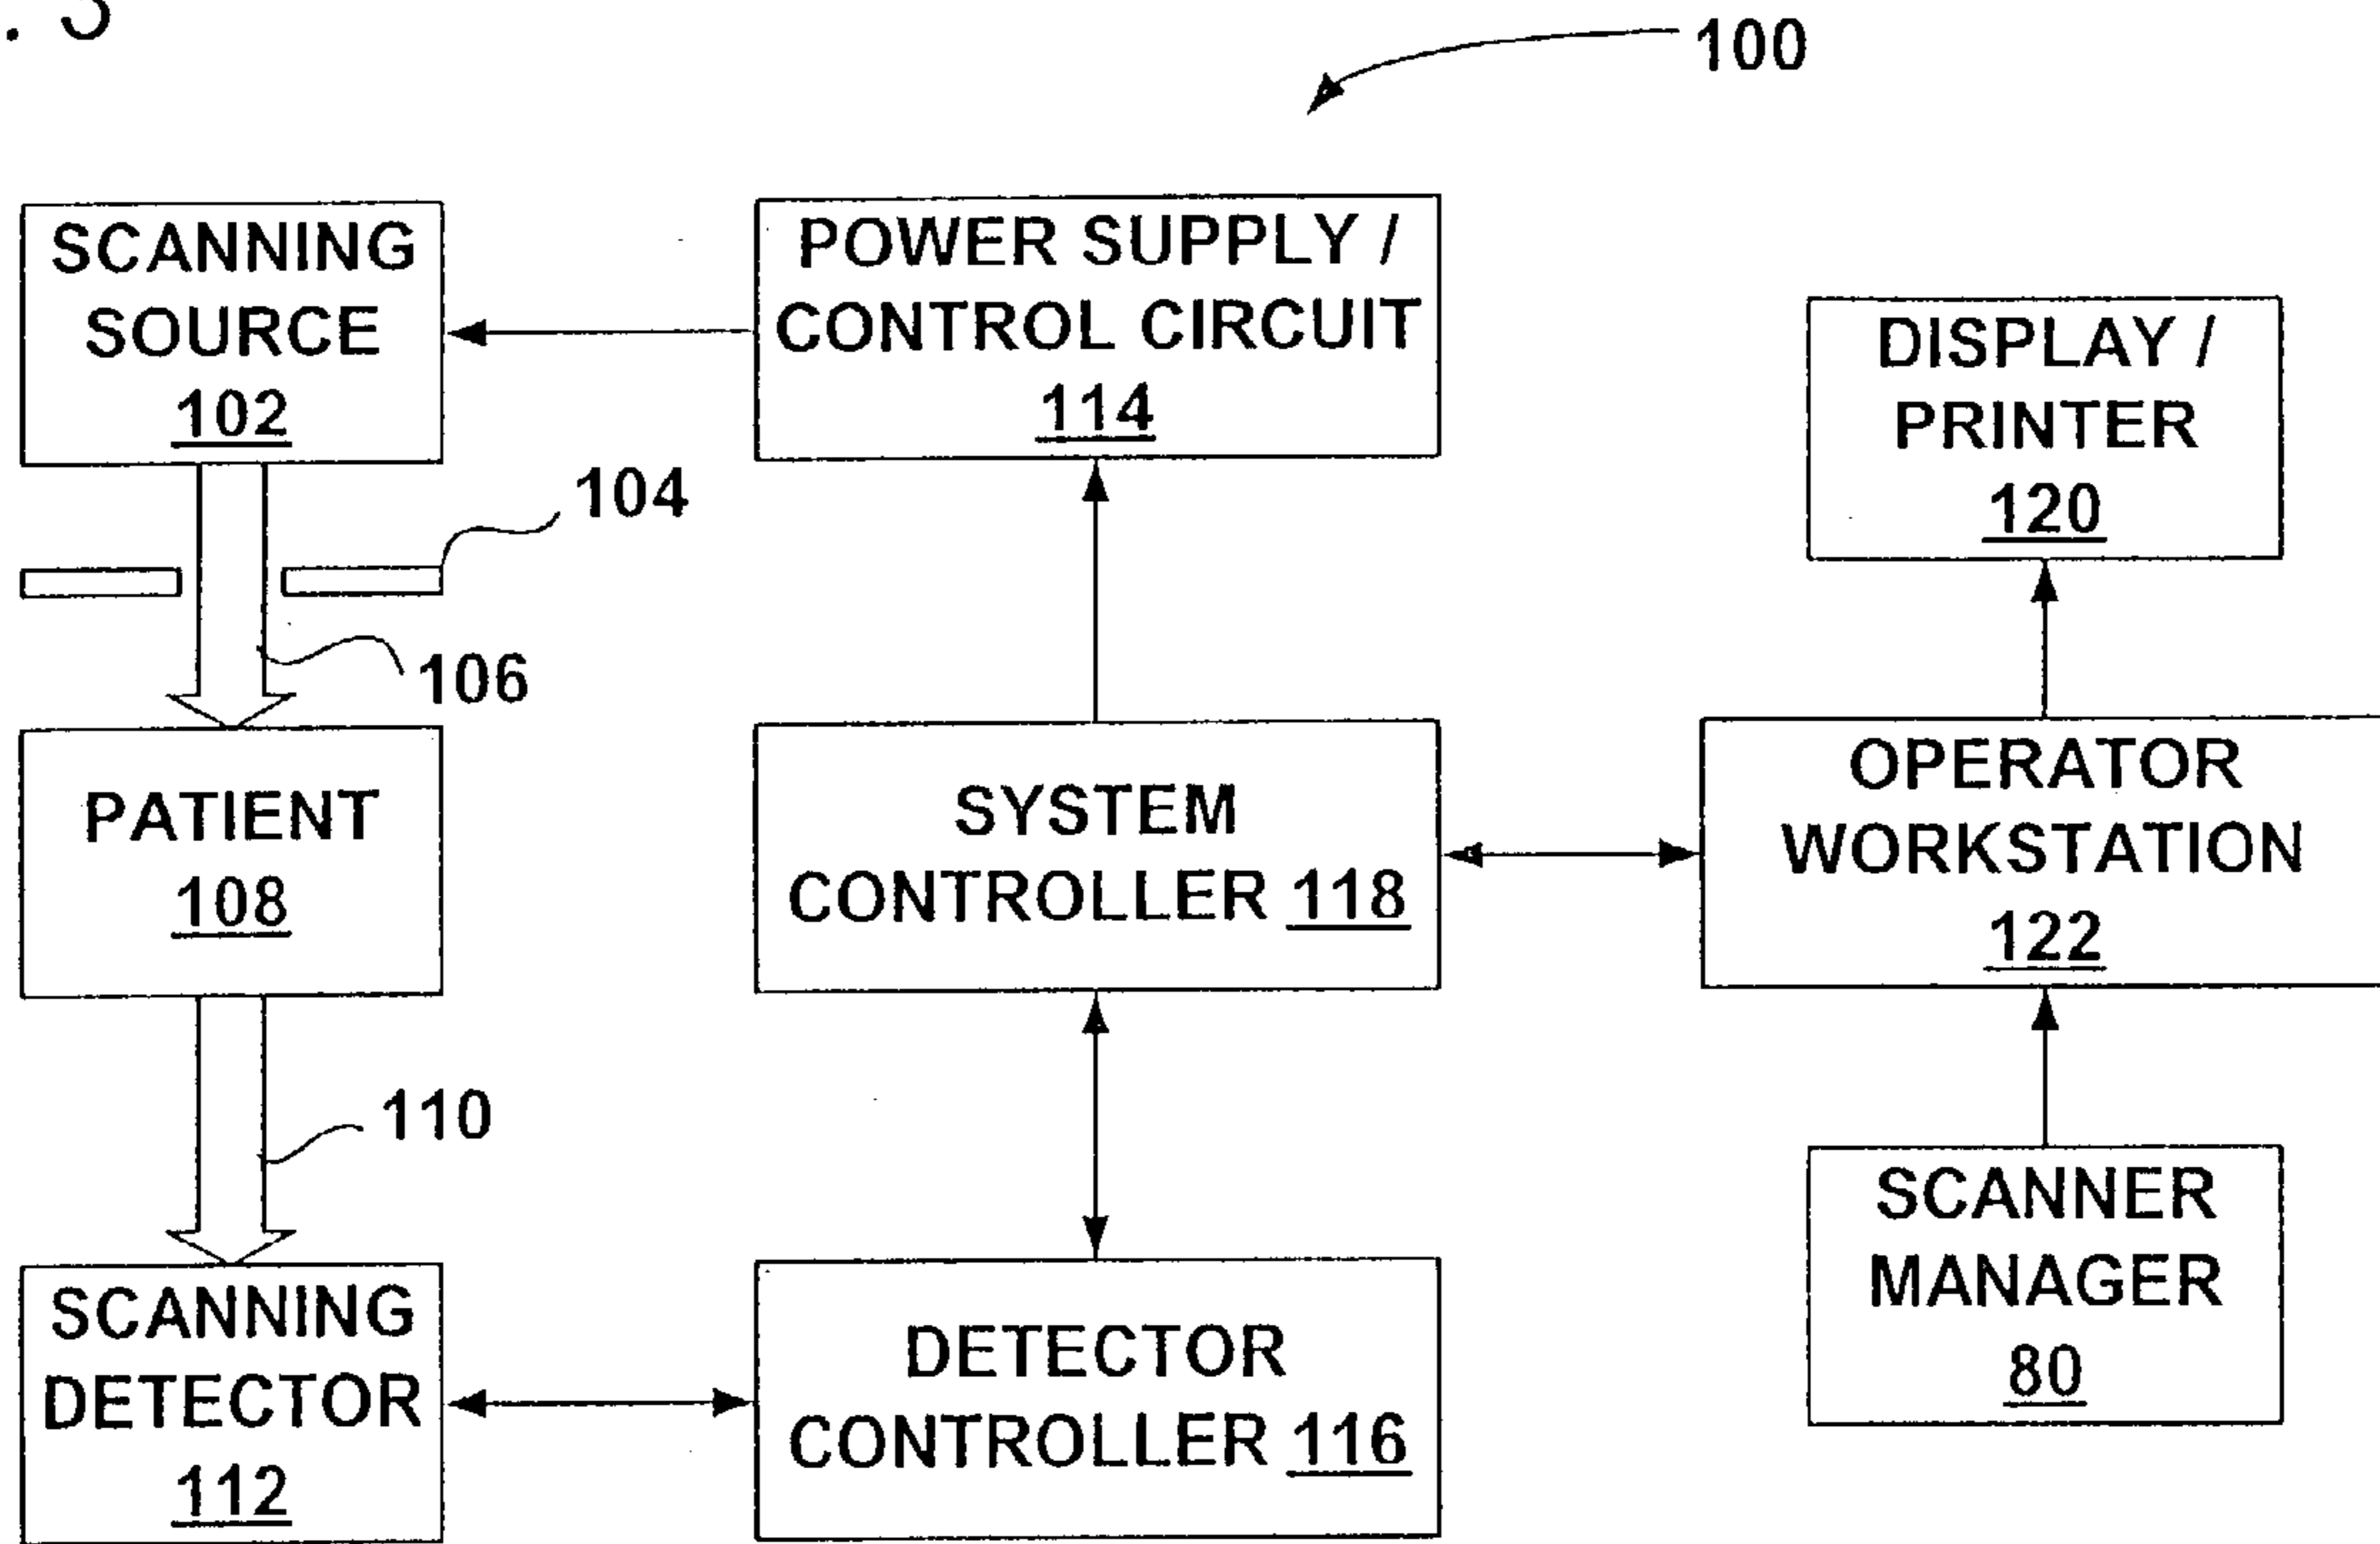 100
SCANNING
SOURCE
102
POWER SUPPLY /
CONTROL CIRCUIT
114
DISPLAY /
PRINTER
120
104
106
PATIENT
108
SYSTEM
CONTROLLER 118
OPERATOR
WORKSTATION
122
110
SCANNING
DETECTOR
112
DETECTOR
CONTROLLER 116
SCANNER
MANAGER
80